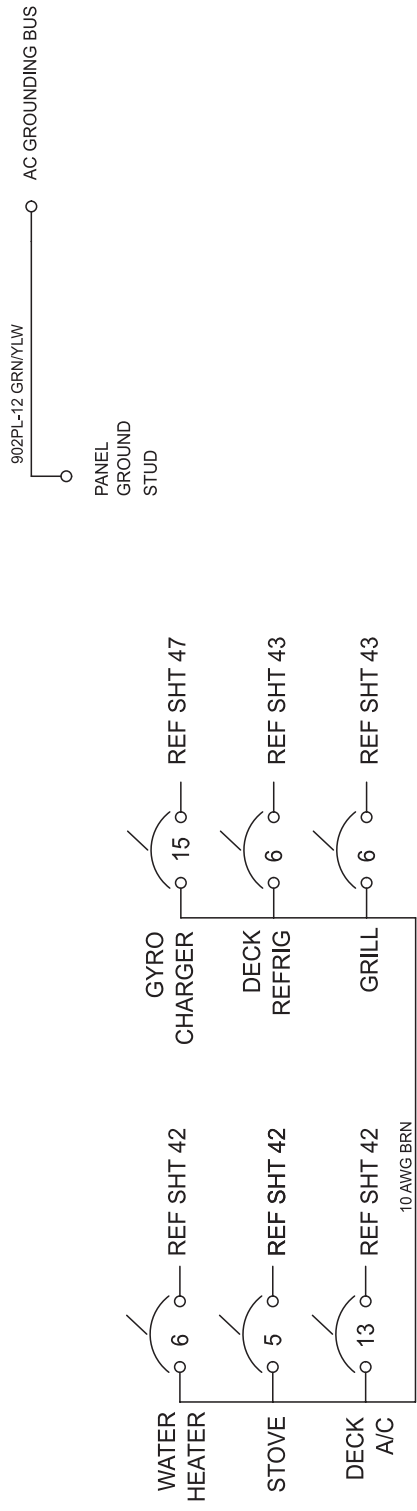 WATER
HEATER
6
REF SHT 42
STOVE
5
REF SHT 42
DECK
A/C
13
REF SHT 42
10 AWG BRN
GYRO
CHARGER
15
REF SHT 47
DECK
REFRIG
6
REF SHT 43
GRILL
6
REF SHT 43
902PL-12 GRN/YLW
PANEL
GROUND
STUD
AC GROUNDING BUS